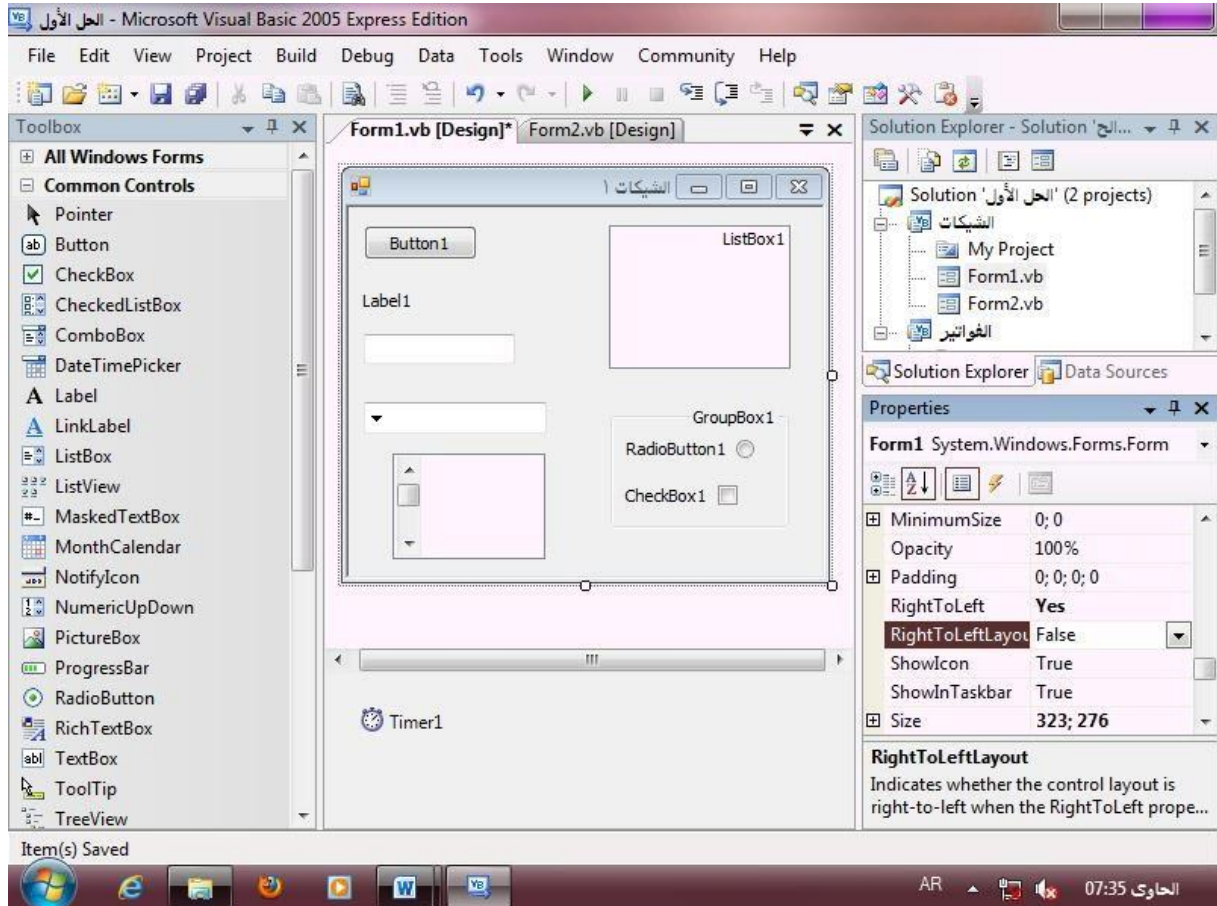 الحل الأول - Microsoft Visual Basic 2005 Express Edition
File Edit View Project Build Debug Data Tools Window Community Help
Toolbox
All Windows Forms
Common Controls
Pointer
Button
CheckBox
CheckedListBox
ComboBox
DateTimePicker
Label
LinkLabel
ListBox
ListView
MaskedTextBox
MonthCalendar
NotifyIcon
NumericUpDown
PictureBox
ProgressBar
RadioButton
RichTextBox
TextBox
ToolTip
TreeView
Form1.vb [Design]* Form2.vb [Design]
الشيكات ١
Button1
ListBox1
Label1
GroupBox1
RadioButton1
CheckBox1
Timer1
Solution Explorer - Solution 'الح...
Solution 'الحل الأول' (2 projects)
الشيكات
My Project
Form1.vb
Form2.vb
الفواتير
Solution Explorer Data Sources
Properties
Form1 System.Windows.Forms.Form
MinimumSize 0; 0
Opacity 100%
Padding 0; 0; 0; 0
RightToLeft Yes
RightToLeftLayou False
ShowIcon True
ShowInTaskbar True
Size 323; 276
RightToLeftLayout
Indicates whether the control layout is
right-to-left when the RightToLeft prope...
Item(s) Saved
AR 07:35 الحاوى